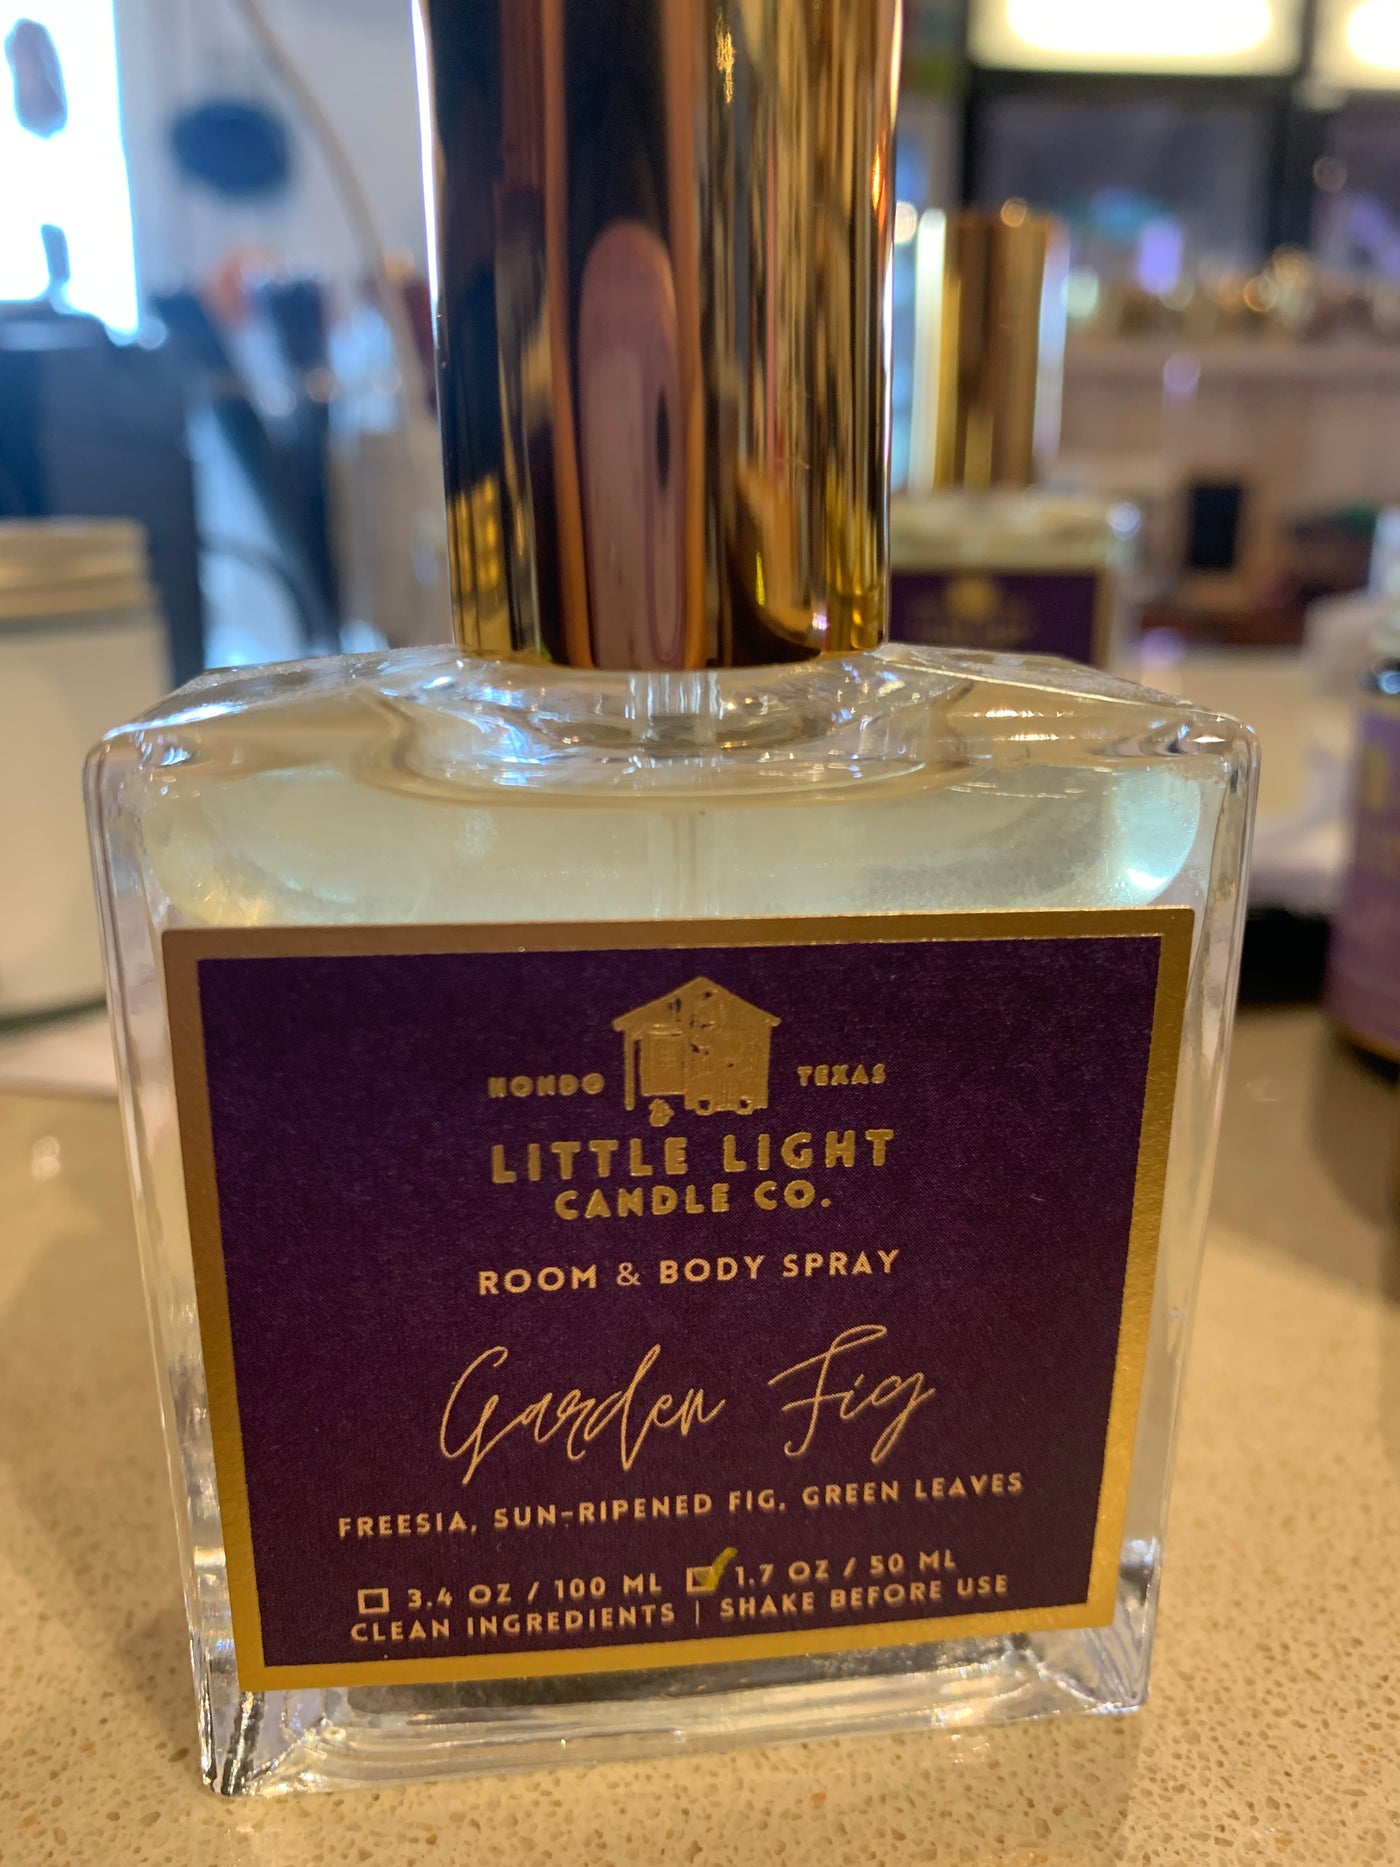 HONDO TEXAS
LITTLE LIGHT
CANDLE CO.
ROOM & BODY SPRAY
Garden Fig
FREESIA, SUN-RIPENED FIG, GREEN LEAVES
3.4 OZ / 100 ML 1.7 OZ / 50 ML
CLEAN INGREDIENTS | SHAKE BEFORE USE